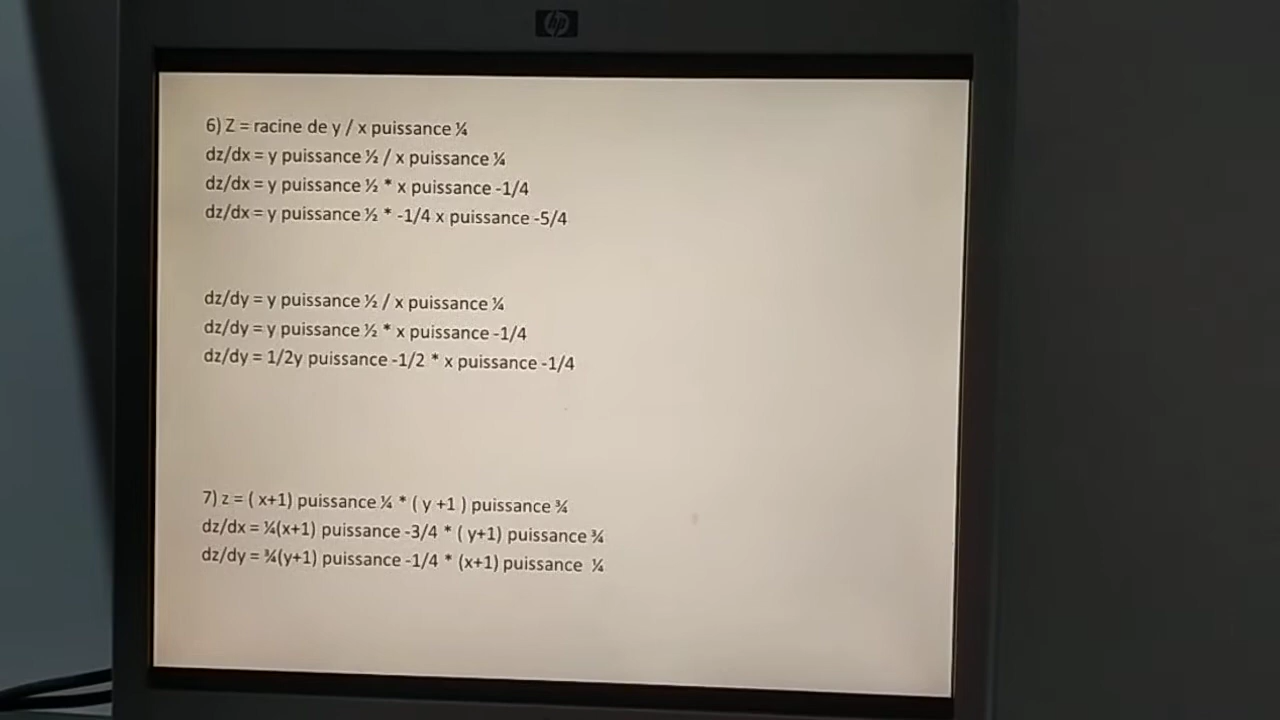 hp
6) Z = racine de y / x puissance ¼
dz/dx = y puissance ½ / x puissance ¼
dz/dx = y puissance ½ * x puissance -1/4
dz/dx = y puissance ½ * -1/4 x puissance -5/4
dz/dy = y puissance ½ / x puissance ¼
dz/dy = y puissance ½ * x puissance -1/4
dz/dy = 1/2y puissance -1/2 * x puissance -1/4
7) z = ( x+1) puissance ¼ * ( y +1 ) puissance ¾
dz/dx = ¼(x+1) puissance -3/4 * ( y+1) puissance ¾
dz/dy = ¾(y+1) puissance -1/4 * (x+1) puissance ¼